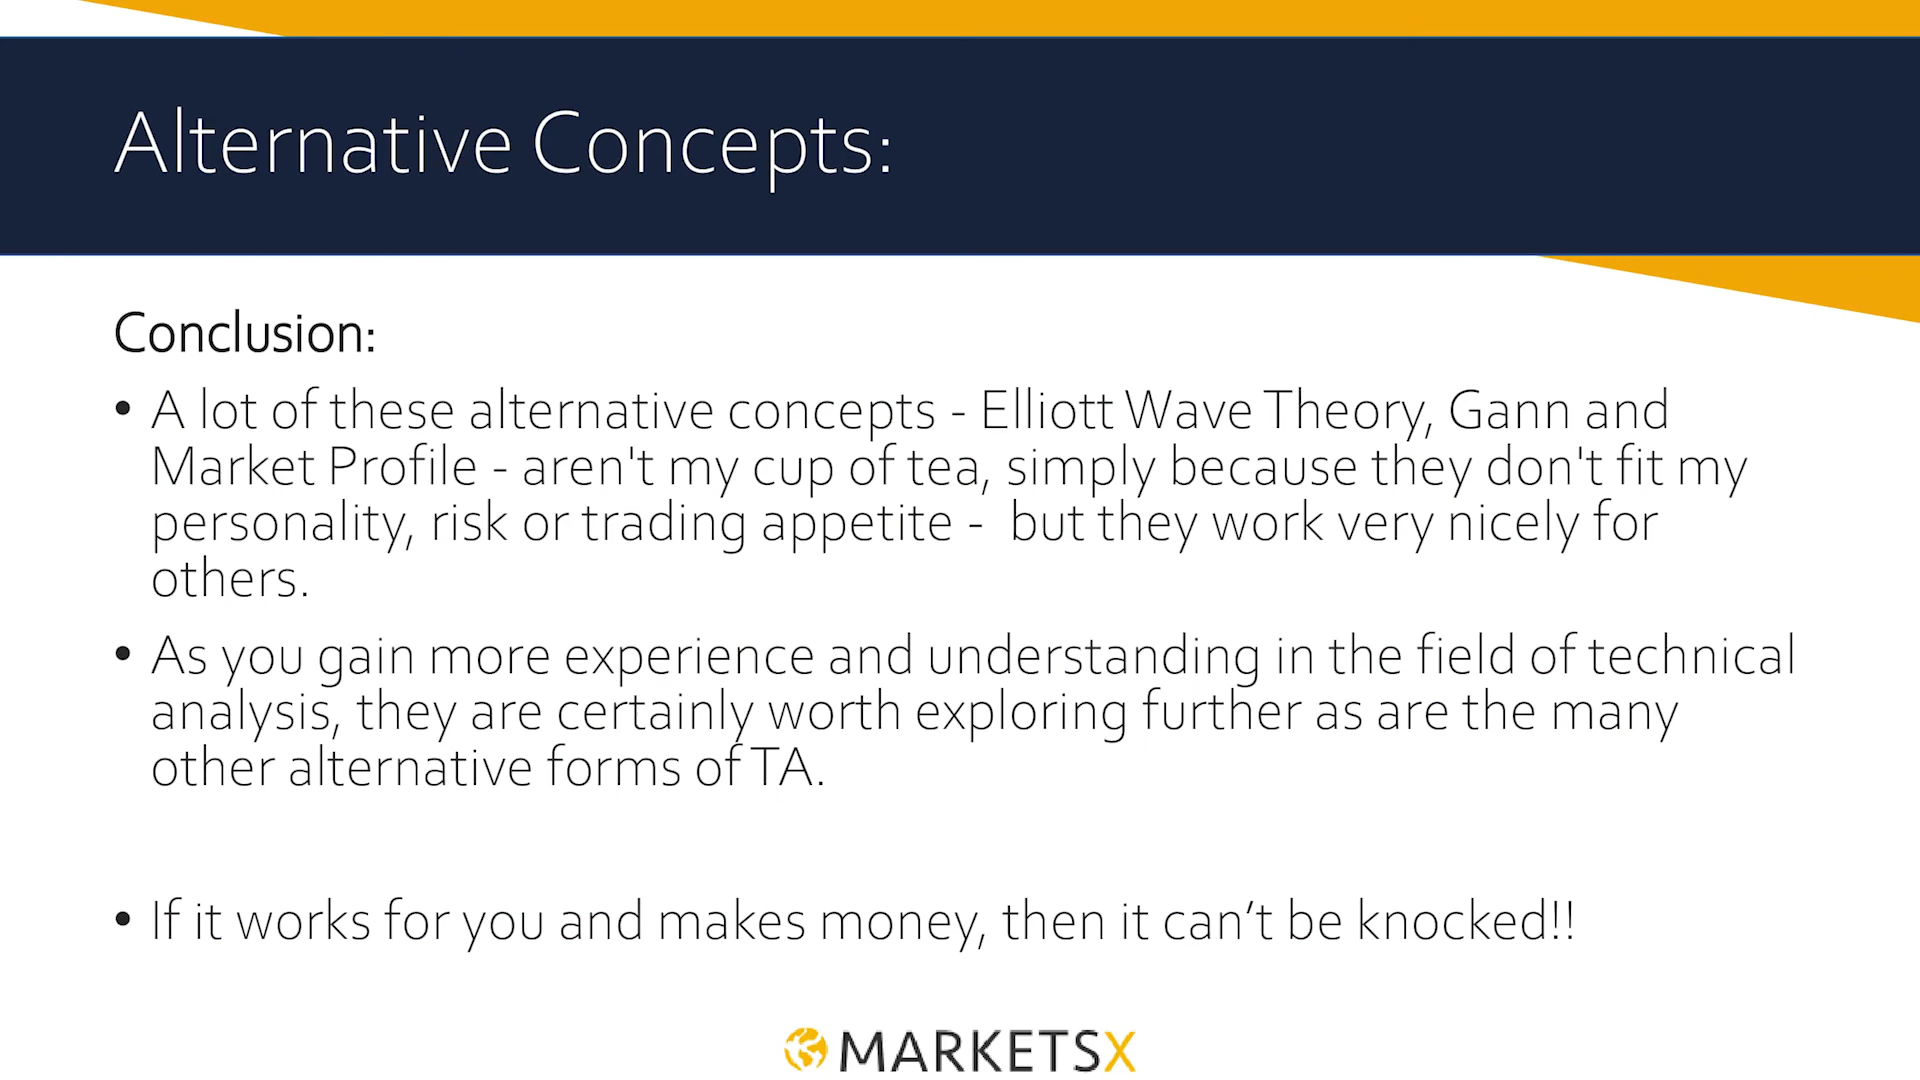 Alternative Concepts:
Conclusion:
• A lot of these alternative concepts - Elliott Wave Theory, Gann and
Market Profile - aren't my cup of tea, simply because they don't fit my
personality, risk or trading appetite -  but they work very nicely for
others.
• As you gain more experience and understanding in the field of technical
analysis, they are certainly worth exploring further as are the many
other alternative forms of TA.
• If it works for you and makes money, then it can’t be knocked!!
MARKETSX